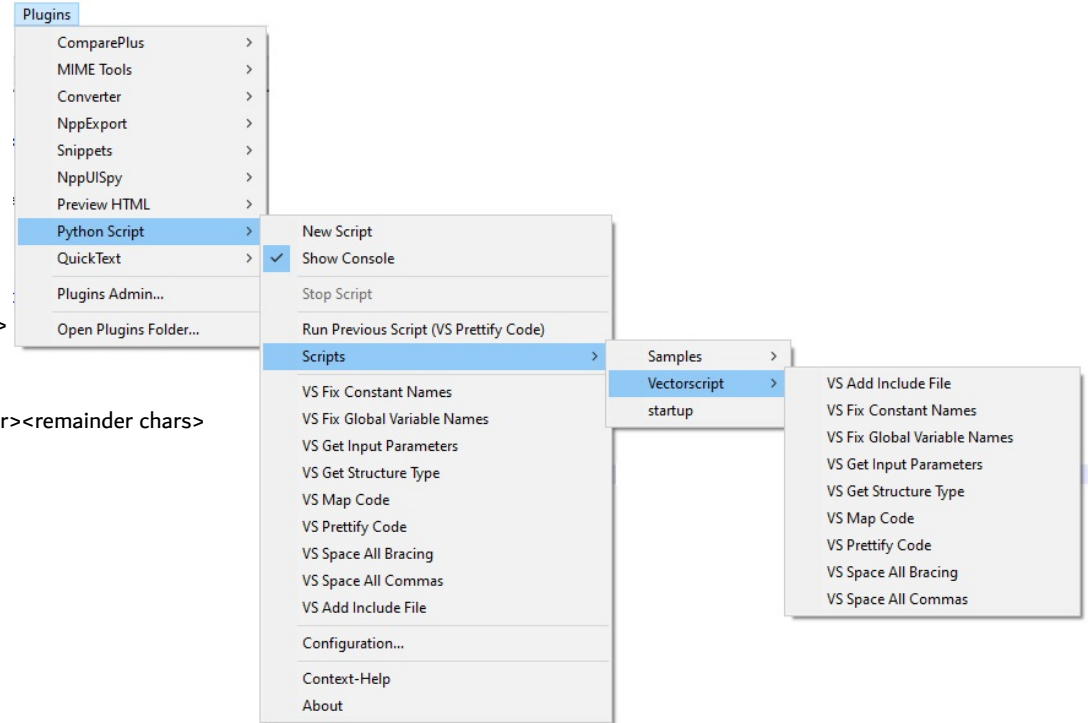 Plugins
ComparePlus
MIME Tools
Converter
NppExport
Snippets
NppUISpy
Preview HTML
Python Script
QuickText
Plugins Admin...
Open Plugins Folder...
>
r><remainder chars>
New Script
Show Console
Stop Script
Run Previous Script (VS Prettify Code)
Scripts
VS Fix Constant Names
VS Fix Global Variable Names
VS Get Input Parameters
VS Get Structure Type
VS Map Code
VS Prettify Code
VS Space All Bracing
VS Space All Commas
VS Add Include File
Configuration...
Context-Help
About
Samples
Vectorscript
startup
VS Add Include File
VS Fix Constant Names
VS Fix Global Variable Names
VS Get Input Parameters
VS Get Structure Type
VS Map Code
VS Prettify Code
VS Space All Bracing
VS Space All Commas